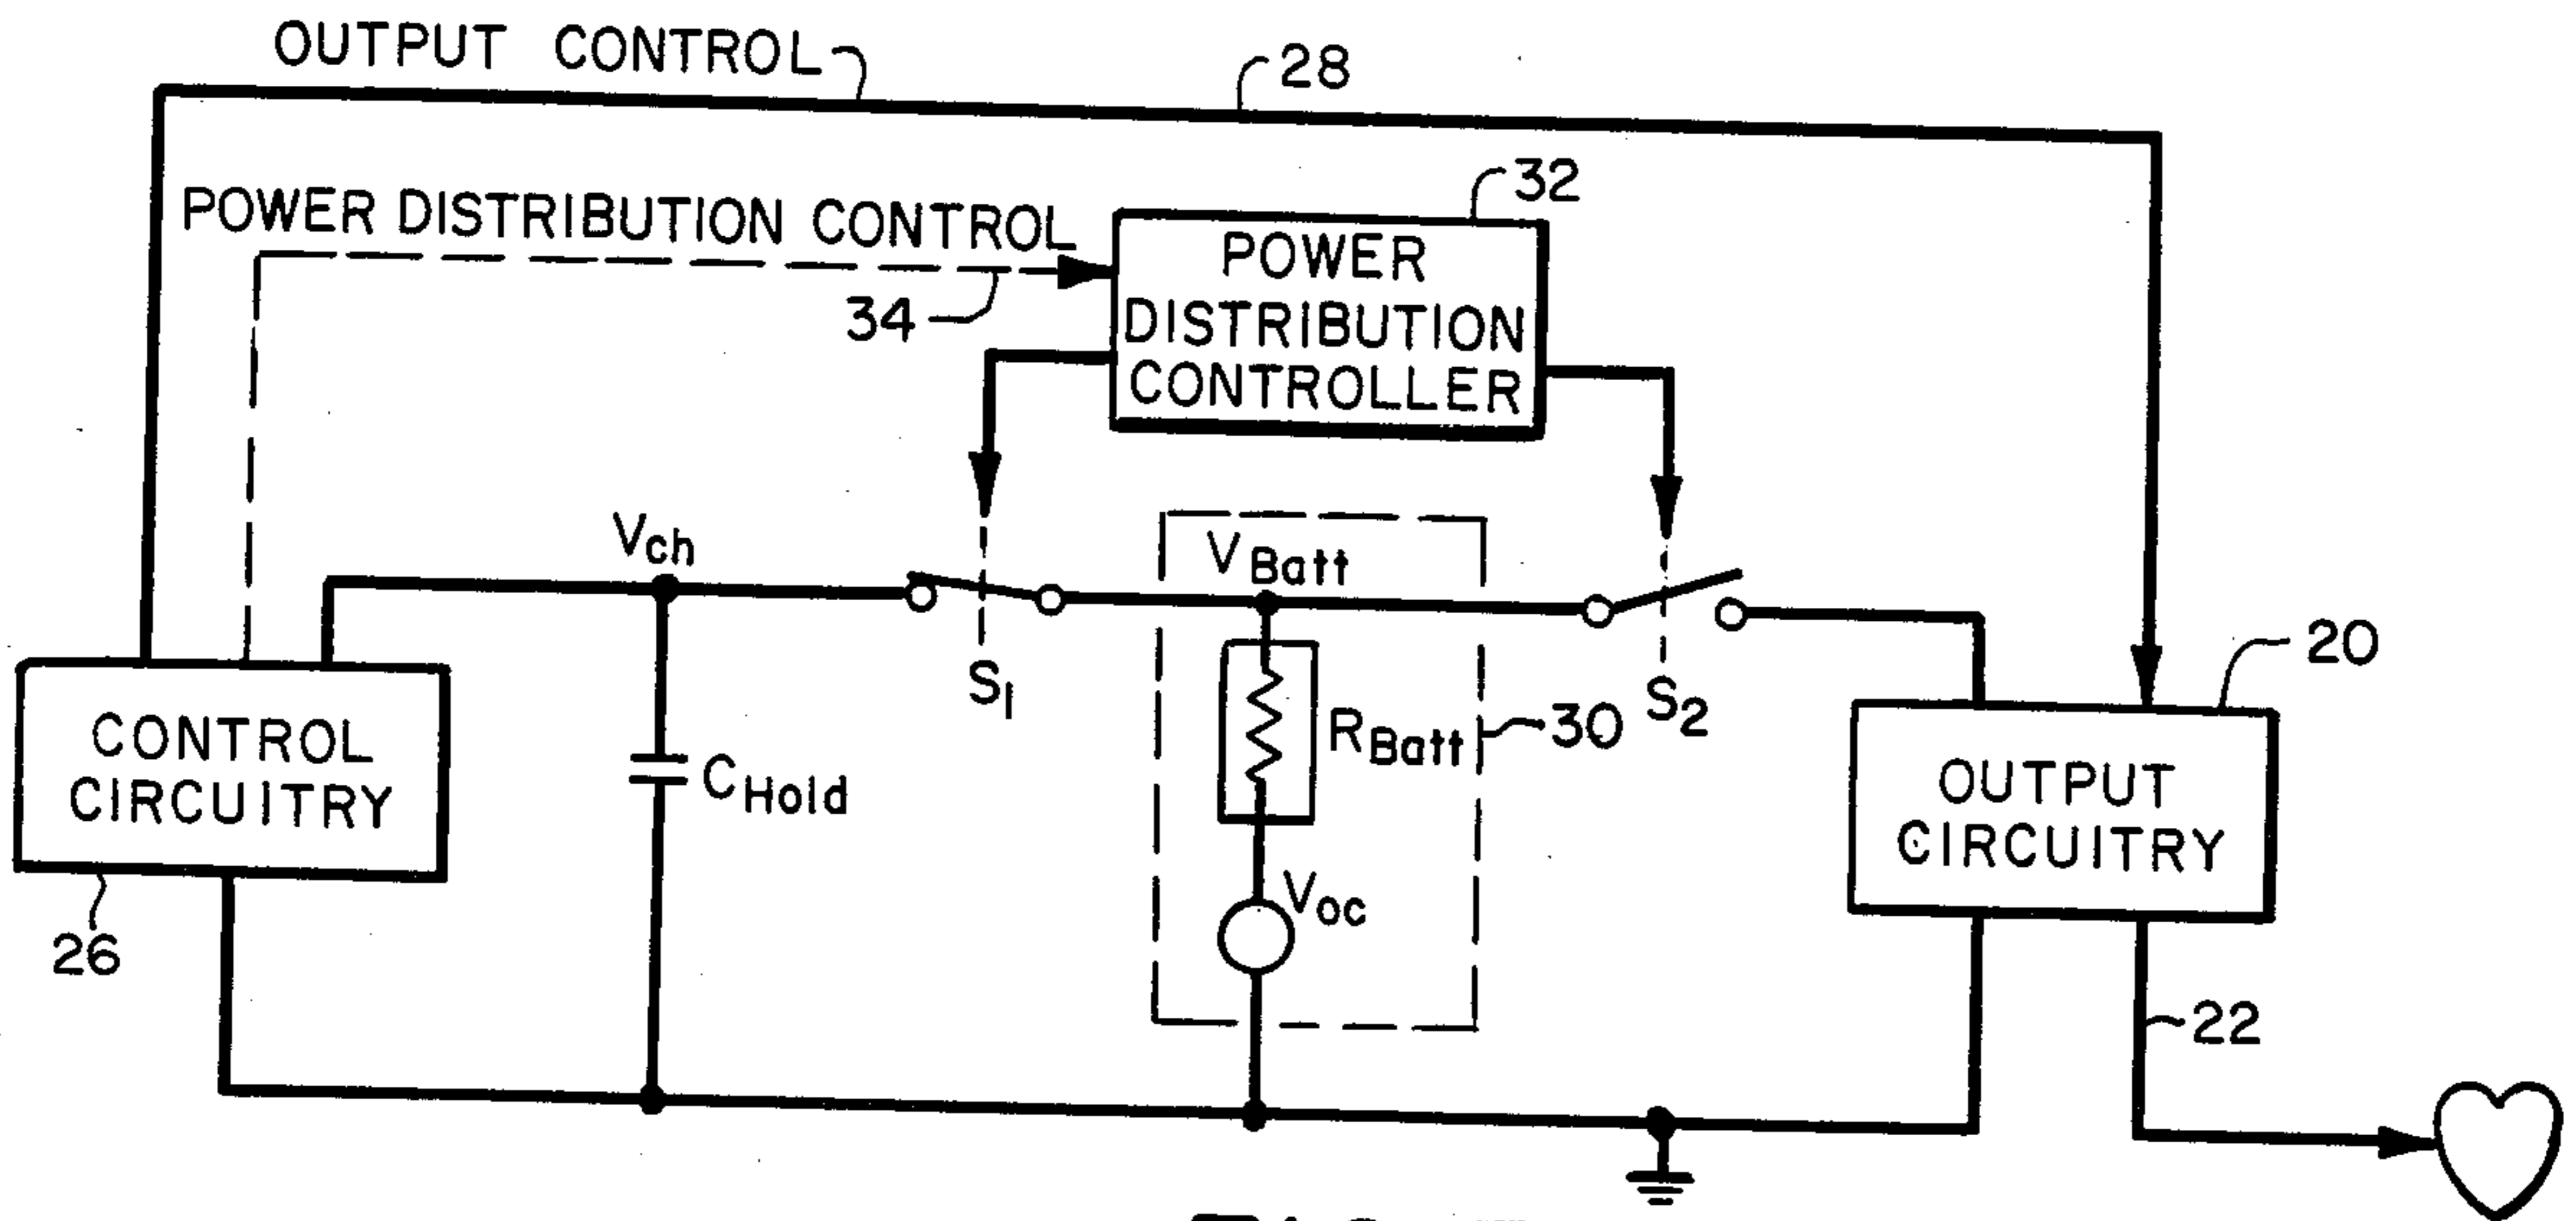 OUTPUT CONTROL
28
POWER DISTRIBUTION CONTROL
32
POWER
DISTRIBUTION
CONTROLLER
34
Vch
VBatt
S1
S2
20
RBatt
30
CONTROL
CIRCUITRY
CHold
OUTPUT
CIRCUITRY
Voc
26
22